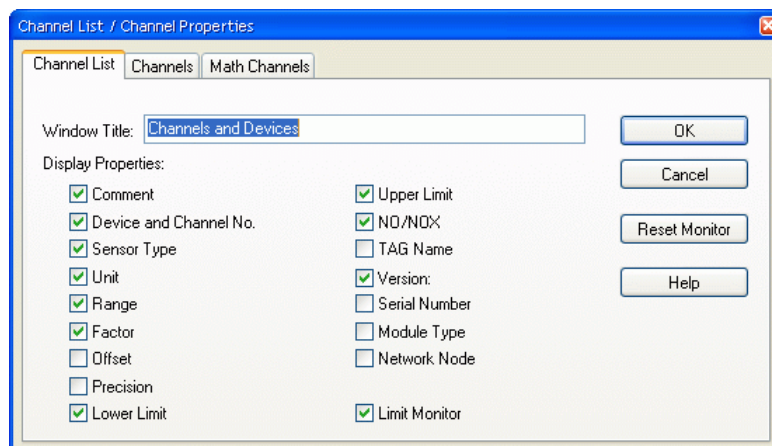 Channel List / Channel Properties
Channel List Channels Math Channels
Window Title: Channels and Devices
OK
Display Properties:
Cancel
Comment Upper Limit
Device and Channel No. NO/NOX
Reset Monitor
Sensor Type TAG Name
Unit Version:
Help
Range Serial Number
Factor Module Type
Offset Network Node
Precision
Lower Limit Limit Monitor